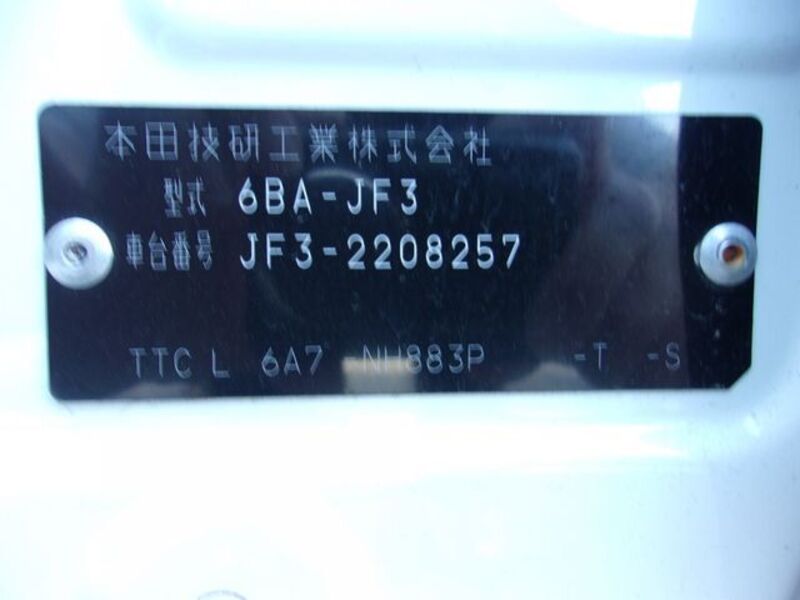 本田技研工業株式会社
型式 6BA-JF3
車台番号 JF3-2208257
TTC L 6A7 -NH883P -T -S